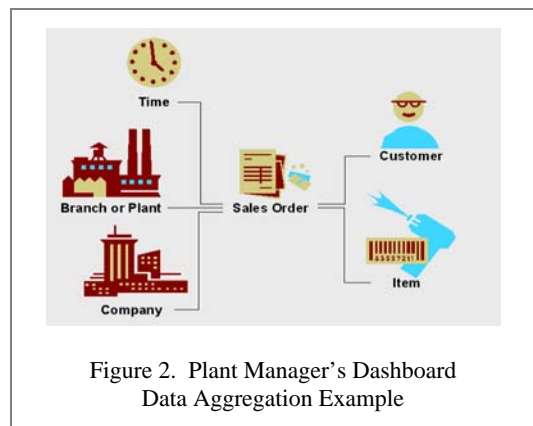 Time
Customer
Branch or Plant
Sales Order
Company
Item
Figure 2. Plant Manager's Dashboard
Data Aggregation Example